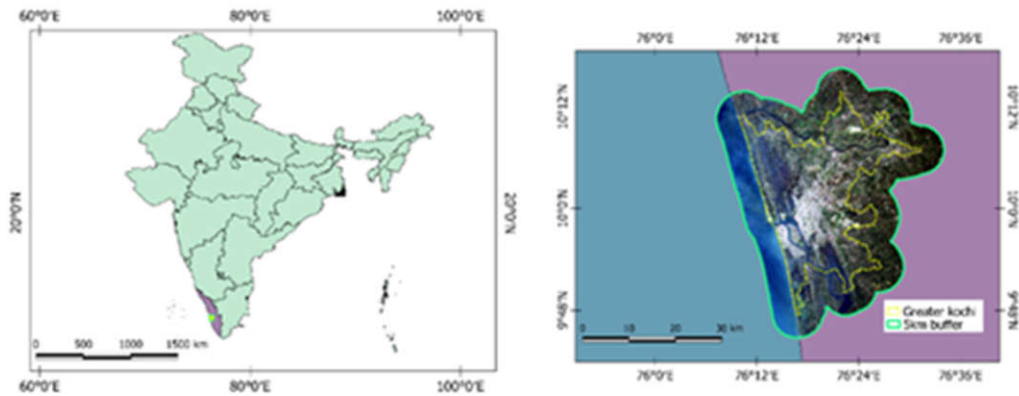 60°0'E 80°0'E 100°0'E
20°0'N
20°0'N
0 500 1000 1500 km
60°0'E 80°0'E 100°0'E
76°0'E 76°12'E 76°24'E 76°36'E
10°12'N
10°0'N
9°48'N
10°12'N
10°0'N
9°48'N
Greater kochi
5km buffer
0 10 20 30 km
76°0'E 76°12'E 76°24'E 76°36'E